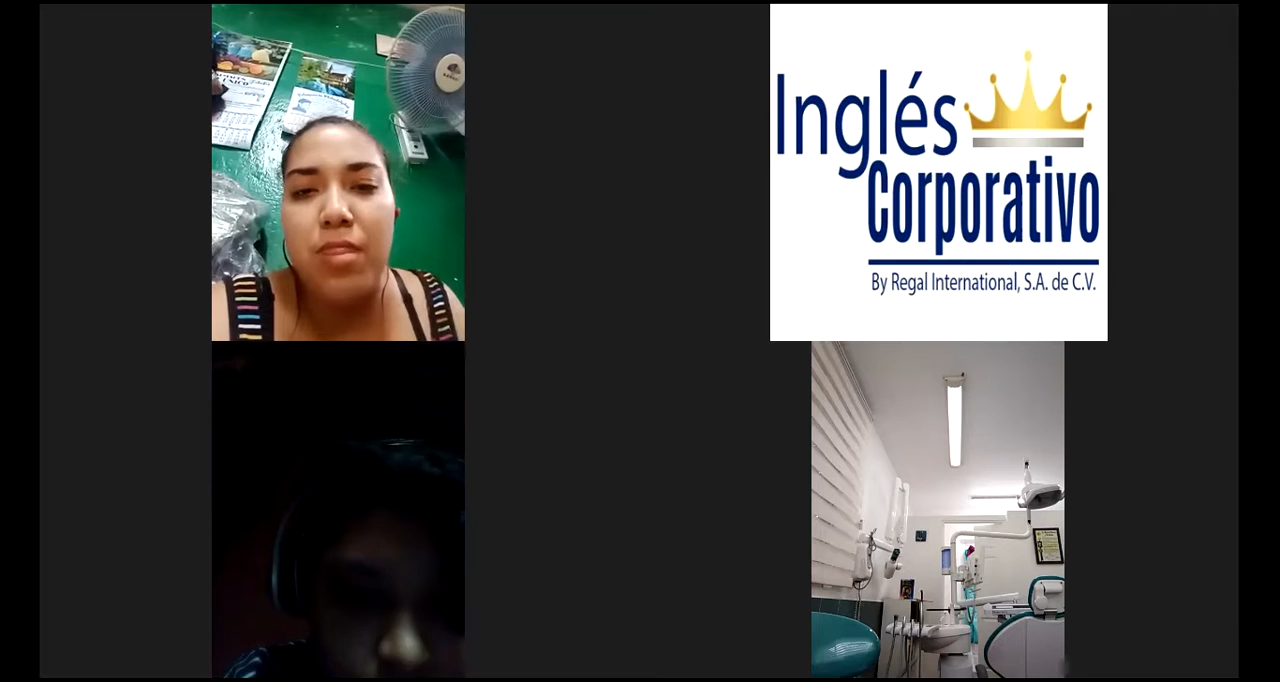 Inglés
Corporativo
By Regal International, S.A. de C.V.